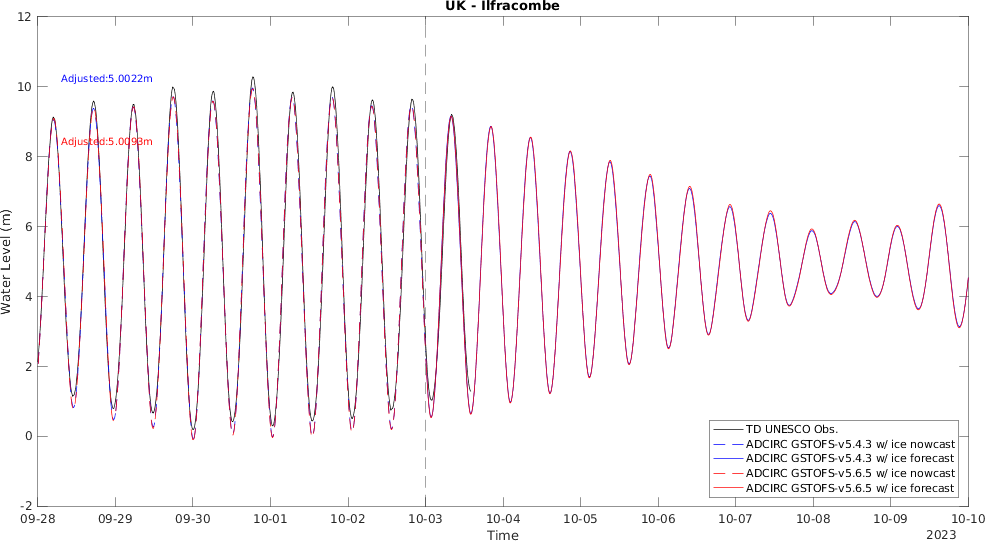 UK - Ilfracombe
12
10
8
6
4
2
0
-2
Water Level (m)
Adjusted:5.0022m
Adjusted:5.0093m
TD UNESCO Obs.
ADCIRC GSTOFS-v5.4.3 w/ ice nowcast
ADCIRC GSTOFS-v5.4.3 w/ ice forecast
ADCIRC GSTOFS-v5.6.5 w/ ice nowcast
ADCIRC GSTOFS-v5.6.5 w/ ice forecast
09-28 09-29 09-30 10-01 10-02 10-03 10-04 10-05 10-06 10-07 10-08 10-09 10-10
Time
2023